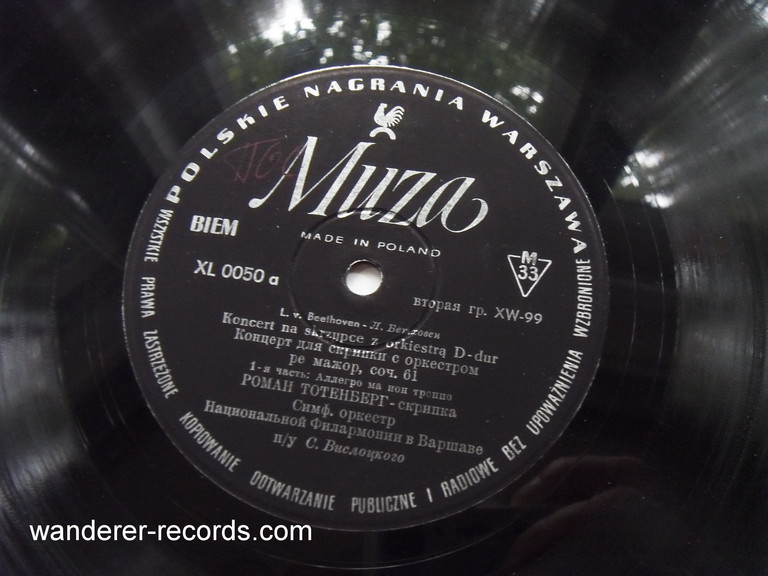 POLSKIE NAGRANIA WARSZAWA
Muza
MADE IN POLAND
BIEM
M
33
XL 0050 a
вторая гр. XW-99
L. v. Beethoven - Л. Бетховен
Koncert na skrzypce z orkiestrą D-dur
Концерт для скрипки с оркестром
ре мажор, соч. 61
1-я часть: Аллегро ма нон троппо
РОМАН ТОТЕНБЕРГ - скрипка
Симф. оркестр
Национальной Филармонии в Варшаве
п/у С. Вислоцкого
WSZYSTKIE PRAWA ZASTRZEŻONE KOPIOWANIE ODTWARZANIE PUBLICZNE I RADIOWE BEZ UPOWAŻNIENIA WZBRONIONE
wanderer-records.com